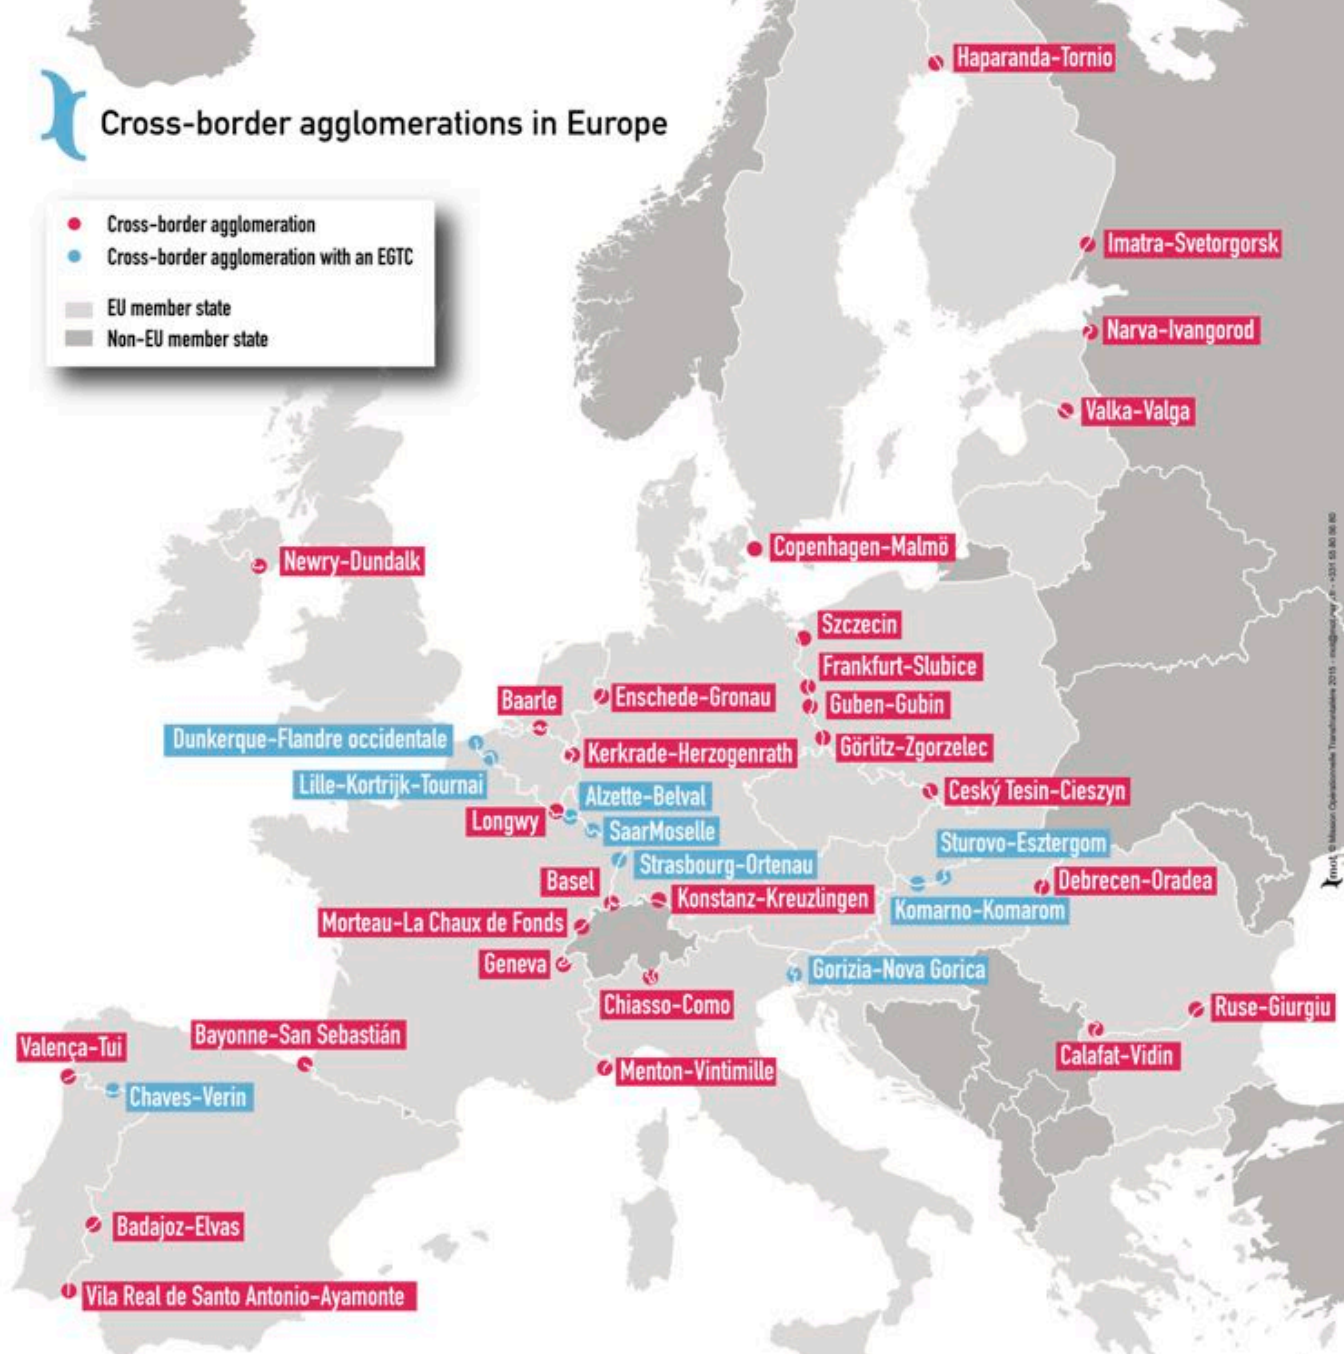 Cross-border agglomerations in Europe
Cross-border agglomeration
Cross-border agglomeration with an EGTC
EU member state
Non-EU member state
Haparanda-Tornio
Imatra-Svetorgorsk
Narva-Ivangorod
Valka-Valga
Copenhagen-Malmö
Newry-Dundalk
Szczecin
Frankfurt-Slubice
Enschede-Gronau
Baarle
Guben-Gubin
Dunkerque-Flandre occidentale
Görlitz-Zgorzelec
Kerkrade-Herzogenrath
Lille-Kortrijk-Tournai
Alzette-Belval
Ceský Tesin-Cieszyn
Longwy
SaarMoselle
Sturovo-Esztergom
Strasbourg-Ortenau
Basel
Debrecen-Oradea
Konstanz-Kreuzlingen
Komarno-Komarom
Morteau-La Chaux de Fonds
Geneva
Gorizia-Nova Gorica
Chiasso-Como
Ruse-Giurgiu
Bayonne-San Sebastián
Valença-Tui
Calafat-Vidin
Menton-Vintimille
Chaves-Verin
Badajoz-Elvas
Vila Real de Santo Antonio-Ayamonte
mot, © Mission Opérationnelle Transfrontalière 2015